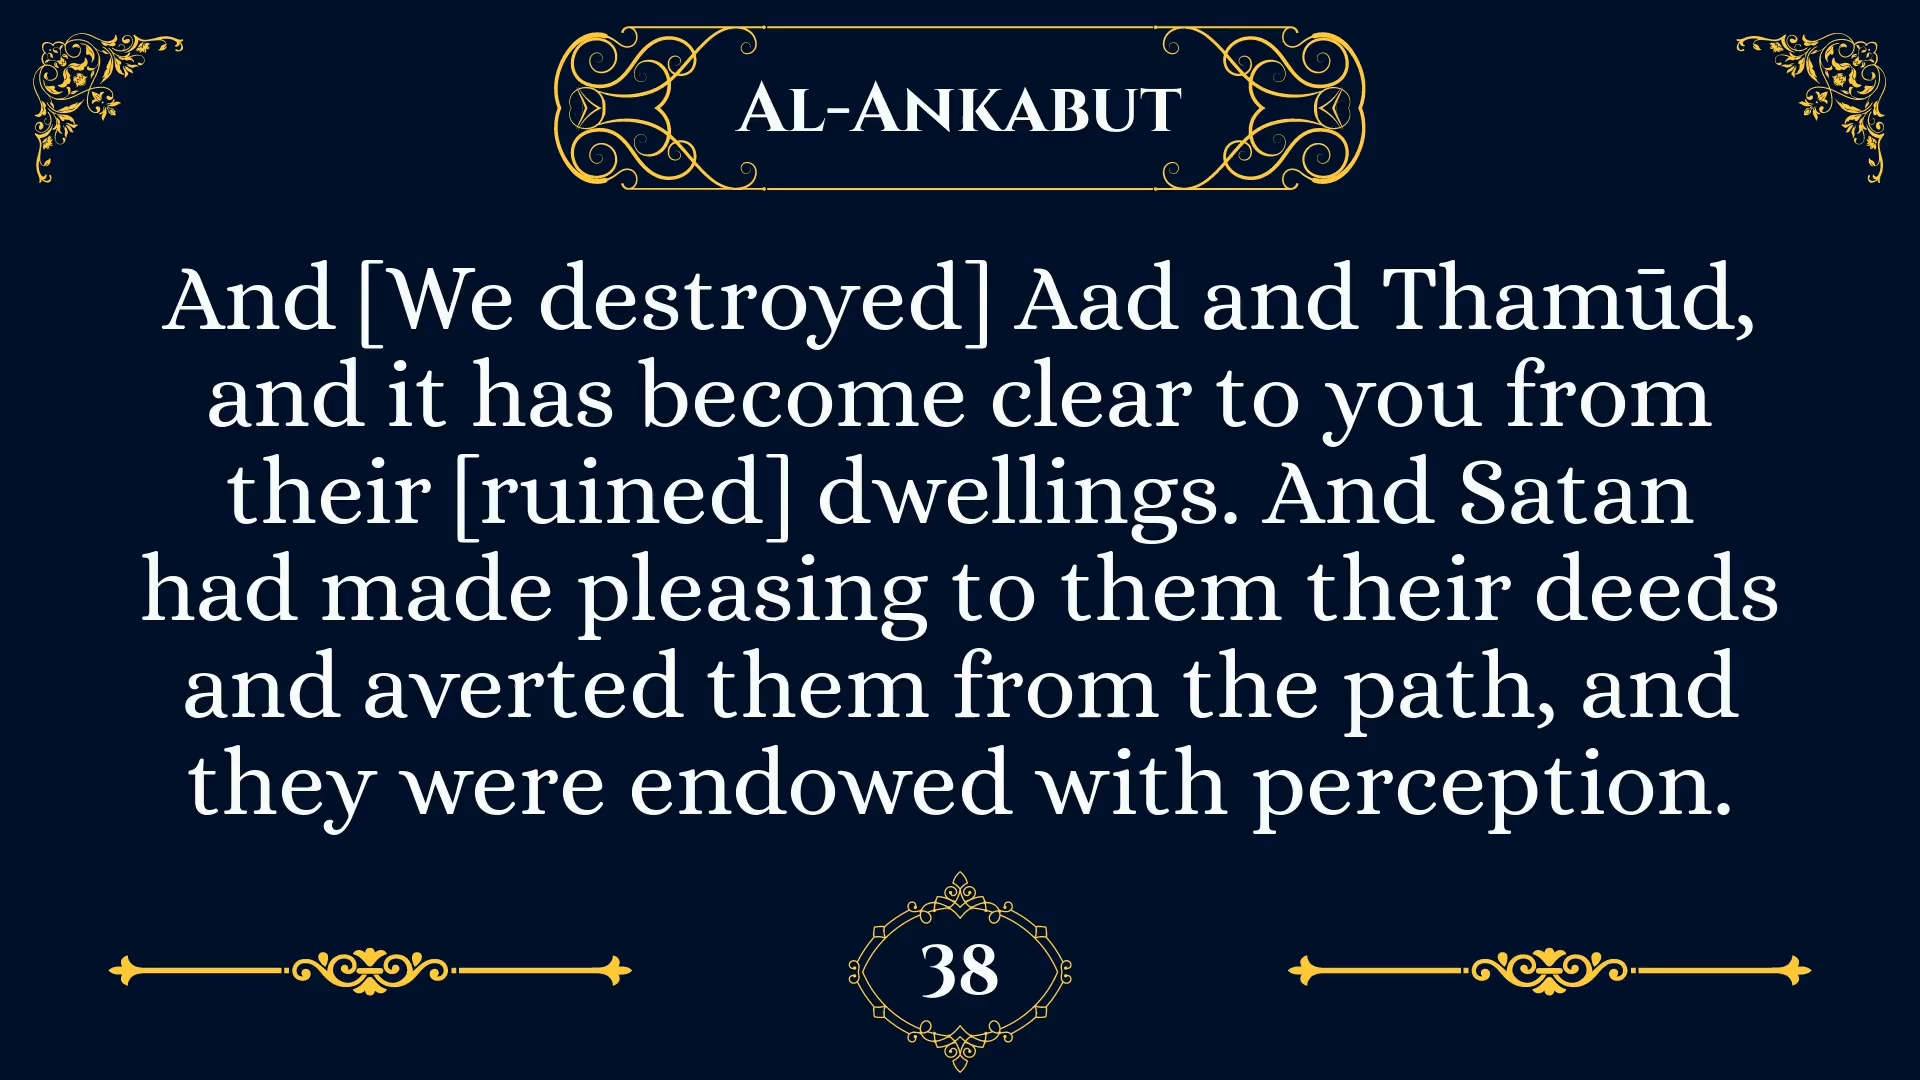 Al-Ankabut
And [We destroyed] Aad and Thamūd,
and it has become clear to you from
their [ruined] dwellings. And Satan
had made pleasing to them their deeds
and averted them from the path, and
they were endowed with perception.
38